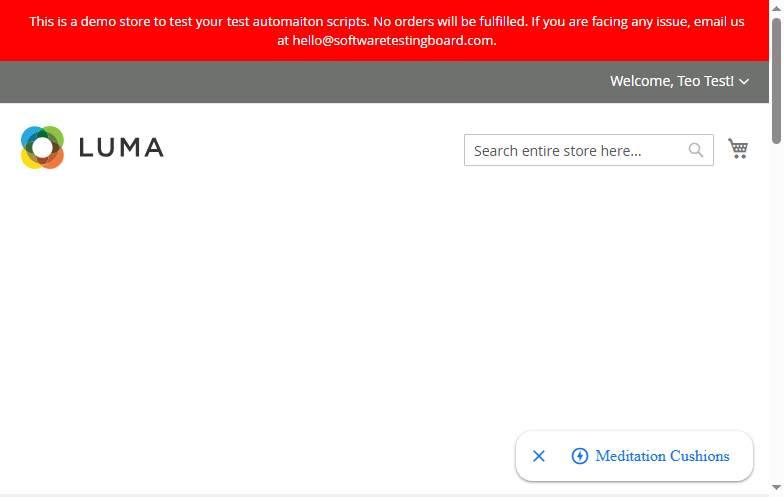 This is a demo store to test your test automaiton scripts. No orders will be fulfilled. If you are facing any issue, email us
at hello@softwaretestingboard.com.
Welcome, Teo Test!
LUMA
Search entire store here...
Meditation Cushions